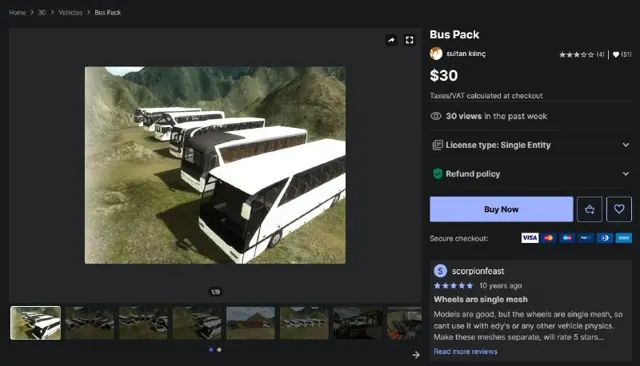 Home > 3D > Vehicles > Bus Pack
Bus Pack
sultan kılınç
(4) | (51)
$30
Taxes/VAT calculated at checkout
30 views in the past week
License type: Single Entity
Refund policy
Buy Now
Secure checkout:
VISA
1/9
S scorpionfeast
10 years ago
Wheels are single mesh
Models are good, but the wheels are single mesh, so
cant use it with edy's or any other vehicle physics.
Make these meshes separate, will rate 5 stars...
Read more reviews